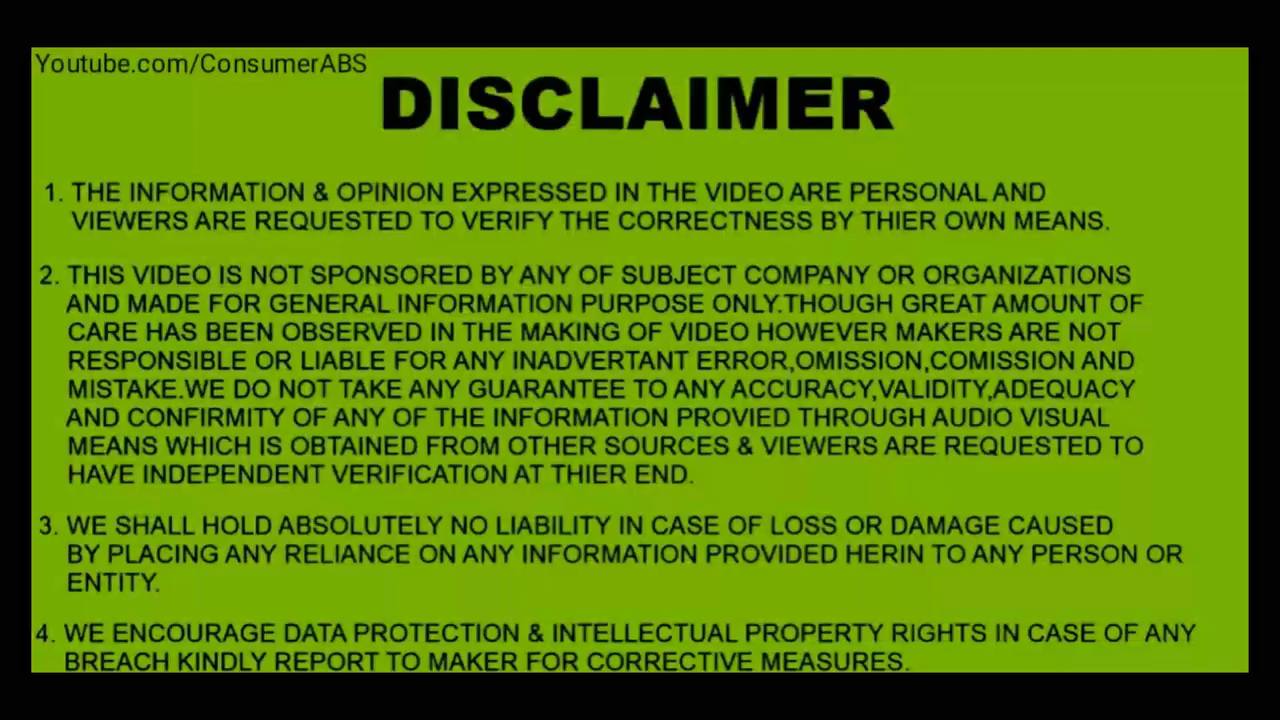 Youtube.com/ConsumerABS
DISCLAIMER
1. THE INFORMATION & OPINION EXPRESSED IN THE VIDEO ARE PERSONAL AND
VIEWERS ARE REQUESTED TO VERIFY THE CORRECTNESS BY THIER OWN MEANS.
2. THIS VIDEO IS NOT SPONSORED BY ANY OF SUBJECT COMPANY OR ORGANIZATIONS
AND MADE FOR GENERAL INFORMATION PURPOSE ONLY.THOUGH GREAT AMOUNT OF
CARE HAS BEEN OBSERVED IN THE MAKING OF VIDEO HOWEVER MAKERS ARE NOT
RESPONSIBLE OR LIABLE FOR ANY INADVERTANT ERROR,OMISSION,COMISSION AND
MISTAKE.WE DO NOT TAKE ANY GUARANTEE TO ANY ACCURACY,VALIDITY,ADEQUACY
AND CONFIRMITY OF ANY OF THE INFORMATION PROVIED THROUGH AUDIO VISUAL
MEANS WHICH IS OBTAINED FROM OTHER SOURCES & VIEWERS ARE REQUESTED TO
HAVE INDEPENDENT VERIFICATION AT THIER END.
3. WE SHALL HOLD ABSOLUTELY NO LIABILITY IN CASE OF LOSS OR DAMAGE CAUSED
BY PLACING ANY RELIANCE ON ANY INFORMATION PROVIDED HERIN TO ANY PERSON OR
ENTITY.
4. WE ENCOURAGE DATA PROTECTION & INTELLECTUAL PROPERTY RIGHTS IN CASE OF ANY
BREACH KINDLY REPORT TO MAKER FOR CORRECTIVE MEASURES.